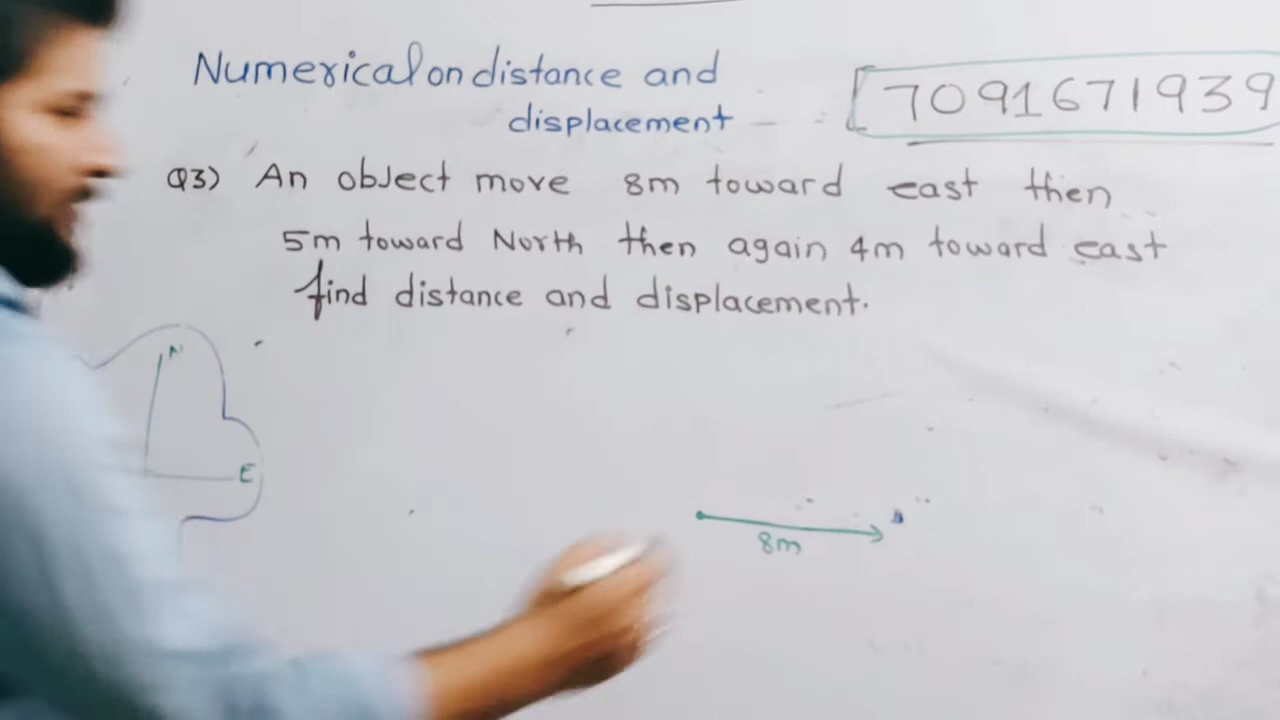 Numerical on distance and
displacement
7091671939
Q3) An object move 8m toward east then
5m toward North then again 4m toward east
find distance and displacement.
N
E
8m